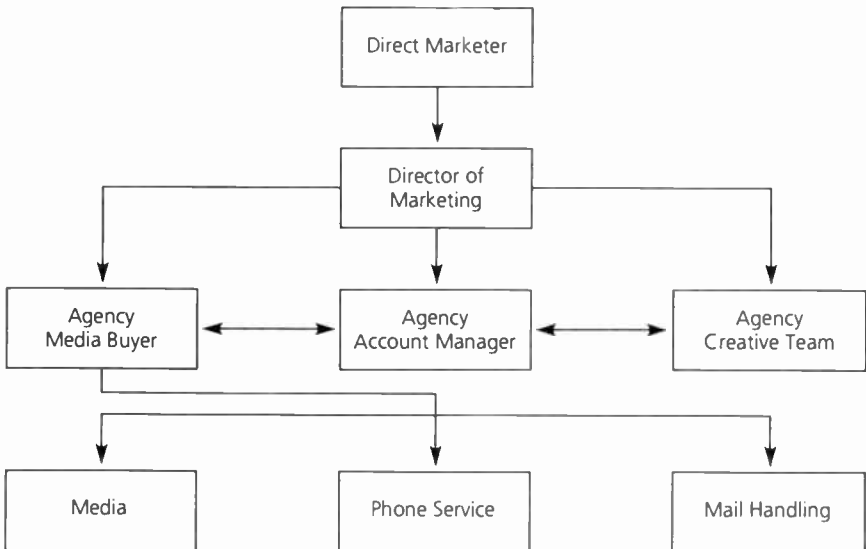 Direct Marketer
Director of
Marketing
Agency
Media Buyer
Agency
Account Manager
Agency
Creative Team
Media
Phone Service
Mail Handling